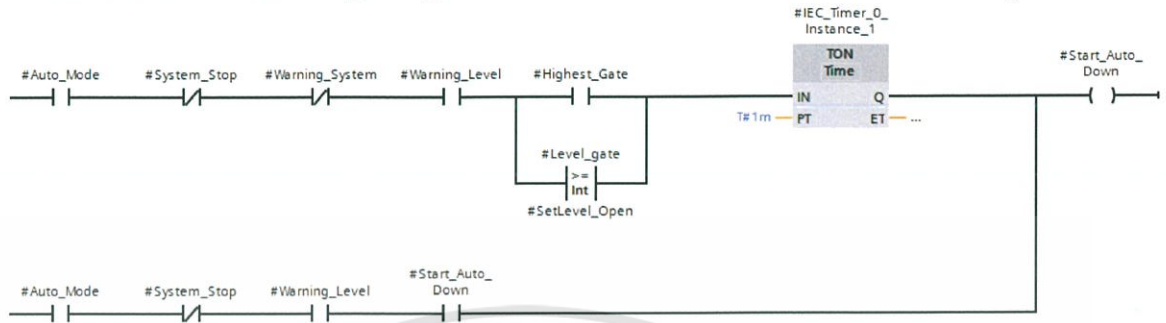 #IEC_Timer_0_
Instance_1
TON
Time
#Auto_Mode
#System_Stop
#Warning_System
#Warning_Level
#Highest_Gate
#Start_Auto_
Down
IN
Q
T#1m
PT
ET
...
#Level_gate
>=
Int
#SetLevel_Open
#Auto_Mode
#System_Stop
#Warning_Level
#Start_Auto_
Down